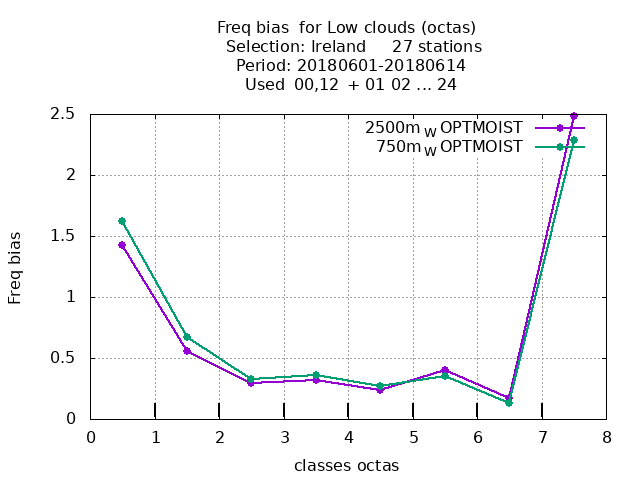 Freq bias  for Low clouds (octas)
Selection: Ireland     27 stations
Period: 20180601-20180614
Used  00,12  + 01 02 ... 24
2500m W OPTMOIST
750m W OPTMOIST
2.5
2
1.5
1
0.5
0
Freq bias
0 1 2 3 4 5 6 7 8
classes octas